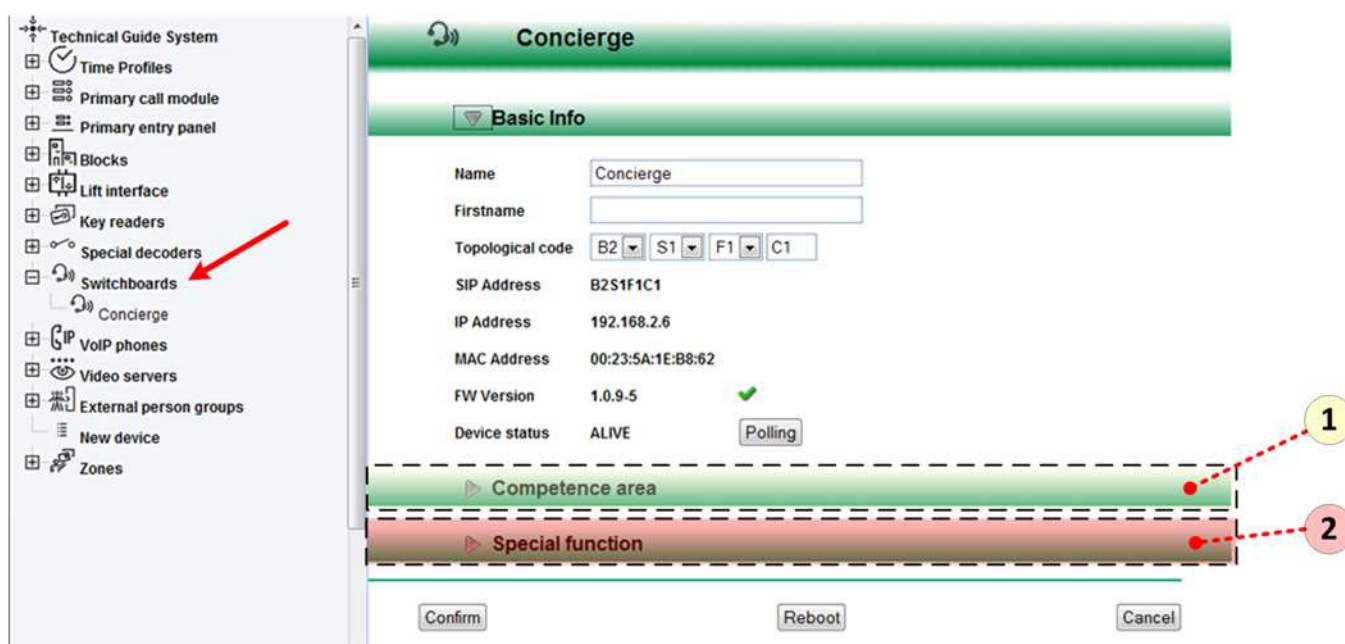 Technical Guide System
Time Profiles
Primary call module
Primary entry panel
Blocks
Lift interface
Key readers
Special decoders
Switchboards
Concierge
IP VoIP phones
Video servers
External person groups
New device
Zones
Concierge
Basic Info
Name Concierge
Firstname
Topological code B2 S1 F1 C1
SIP Address B2S1F1C1
IP Address 192.168.2.6
MAC Address 00:23:5A:1E:B8:62
FW Version 1.0.9-5
Device status ALIVE Polling
Competence area
Special function
Confirm Reboot Cancel
1
2